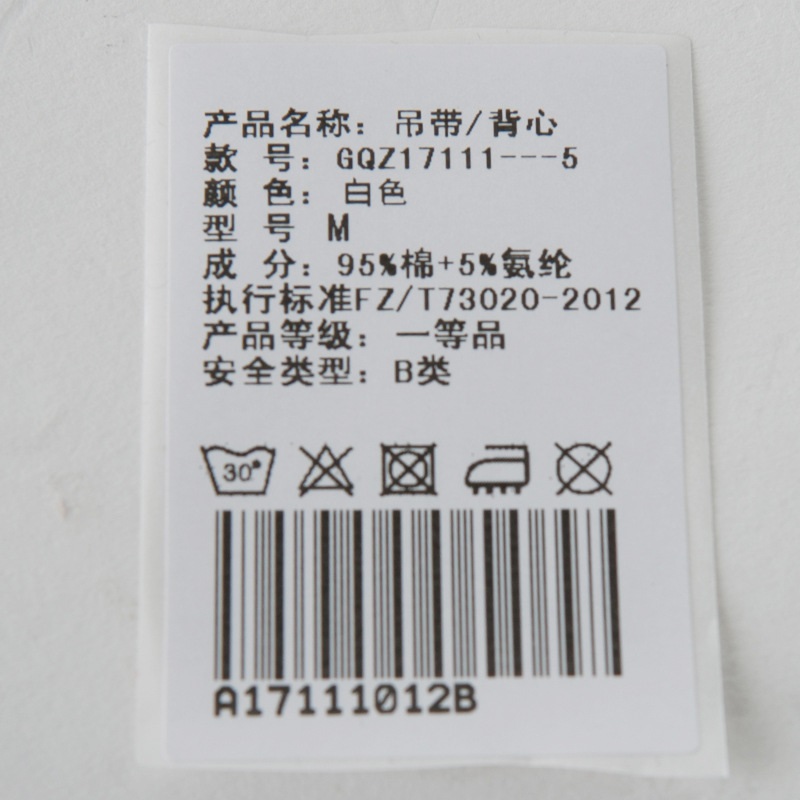 产品名称：吊带/背心
款 号：GQZ17111---5
颜 色：白色
型 号 M
成 分：95%棉+5%氨纶
执行标准FZ/T73020-2012
产品等级：一等品
安全类型：B类
30°
A17111012B